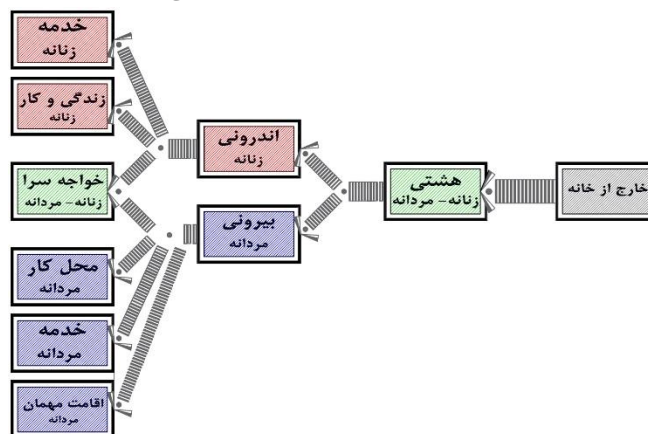 خارج از خانه
هشتی
زنانه- مردانه
اندرونی
زنانه
بیرونی
مردانه
خدمه
زنانه
زندگی و کار
زنانه
خواجه سرا
زنانه- مردانه
محل کار
مردانه
خدمه
مردانه
اقامت مهمان
مردانه